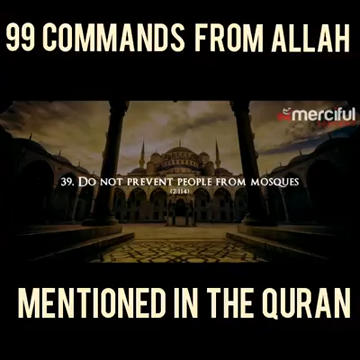 99 COMMANDS FROM ALLAH
merciful
39. DO NOT PREVENT PEOPLE FROM MOSQUES
(2:114)
MENTIONED IN THE QURAN